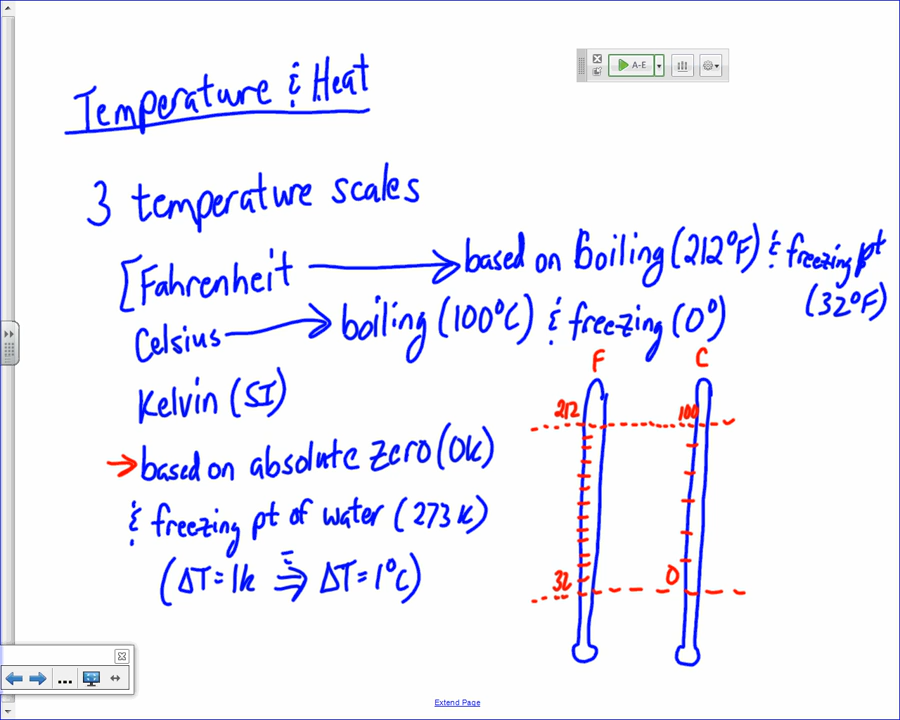 A-E
Temperature & Heat
3 temperature scales
[Fahrenheit → based on boiling (212°F) & freezing pt
(32°F)
Celsius → boiling (100°C) & freezing (0°)
Kelvin (SI)
→ based on absolute zero (0K)
& freezing pt of water (273 K)
(ΔT = 1K ⇒ ΔT = 1°C)
F C
212 100
32 0
...
Extend Page